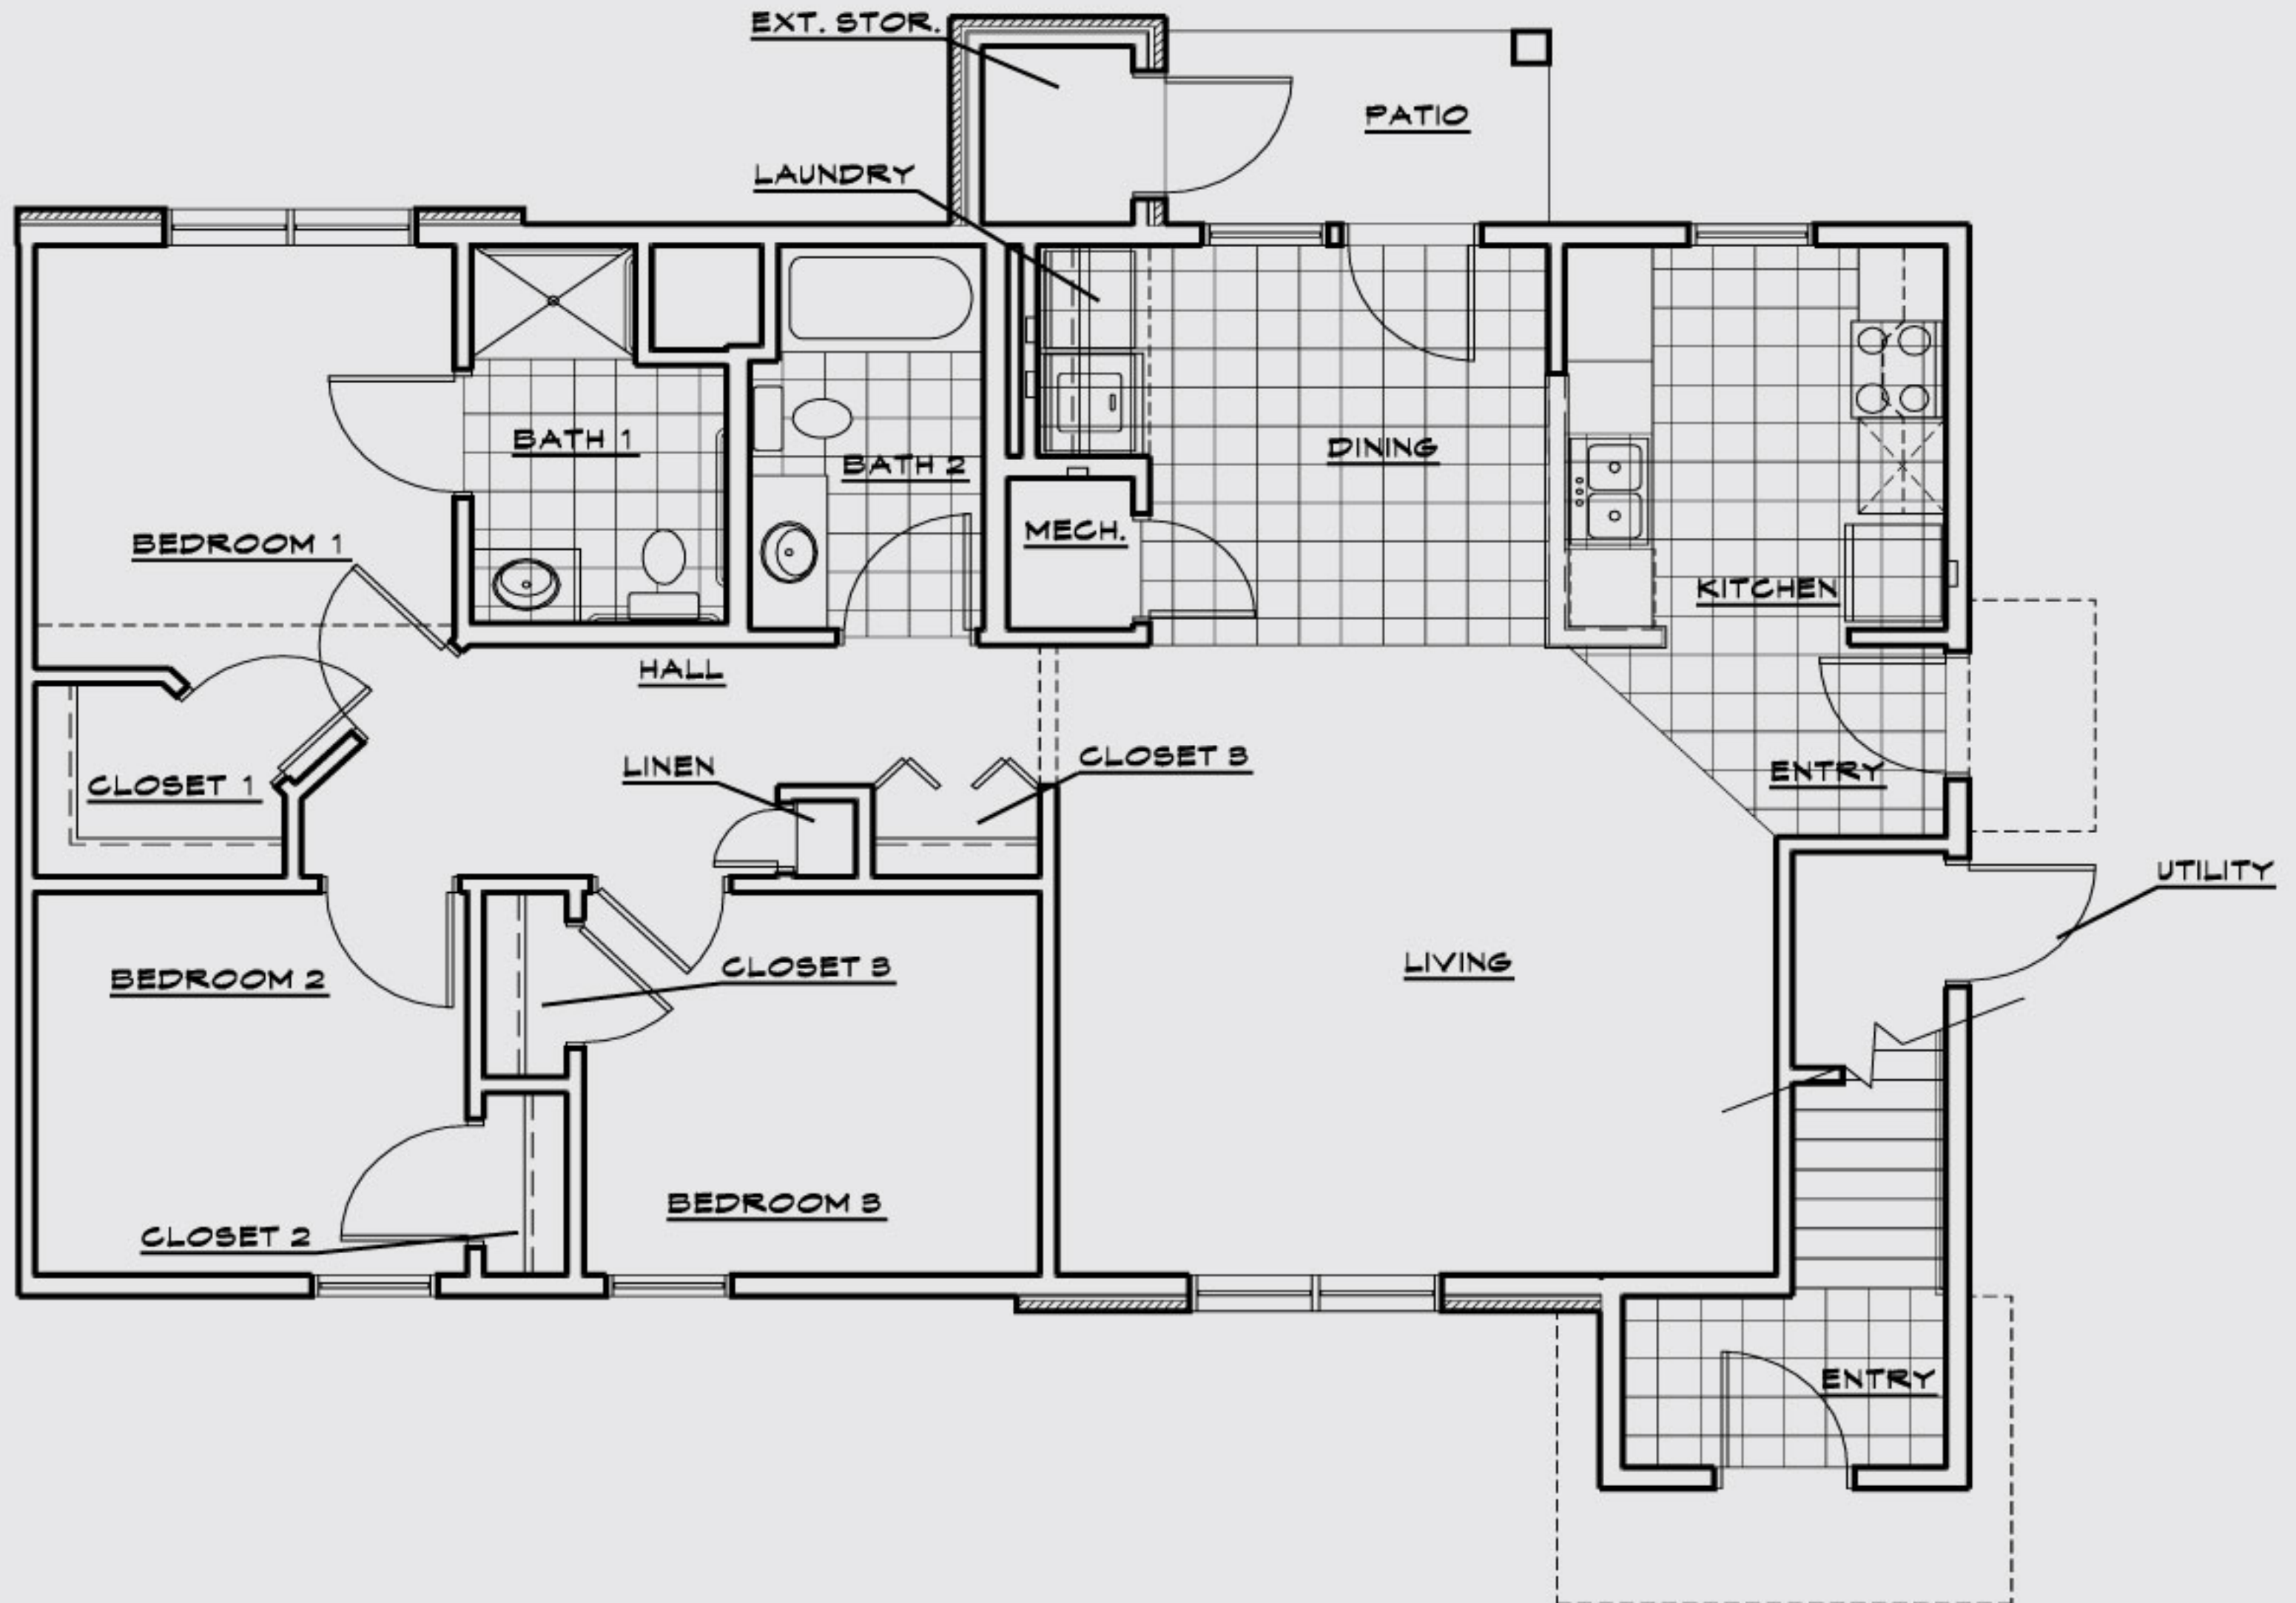 EXT. STOR.
PATIO
LAUNDRY
BATH 1
DINING
BATH 2
MECH.
BEDROOM 1
KITCHEN
HALL
CLOSET 3
LINEN
ENTRY
CLOSET 1
UTILITY
LIVING
CLOSET 3
BEDROOM 2
BEDROOM 3
CLOSET 2
ENTRY